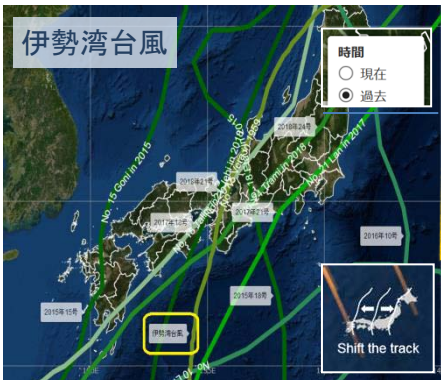 伊勢湾台風
時間
現在
過去
No. 15 Goni in 2015
2018年24号
No. 21 Lan in 2017
2018年21号
2017年18号
2017年21号
2016年10号
2015年15号
2015年18号
伊勢湾台風
Shift the track